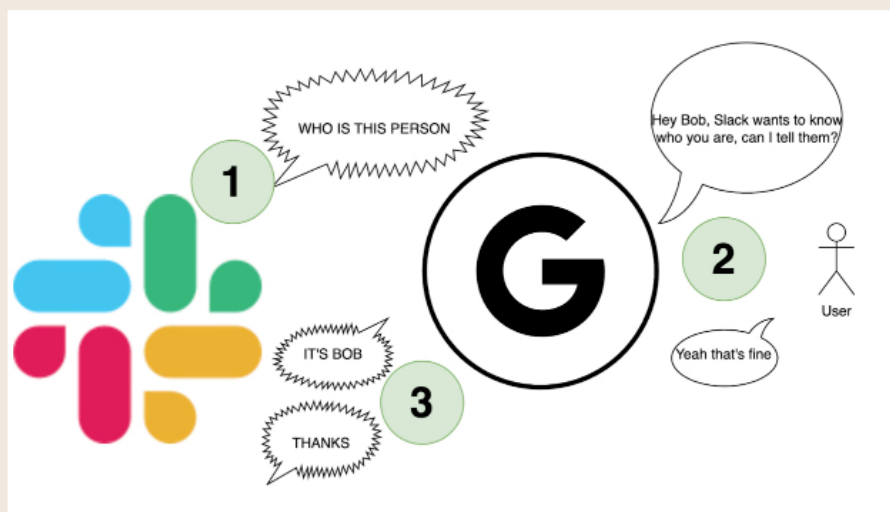 1
WHO IS THIS PERSON
Hey Bob, Slack wants to know
who you are, can I tell them?
G
2
User
Yeah that's fine
IT'S BOB
3
THANKS